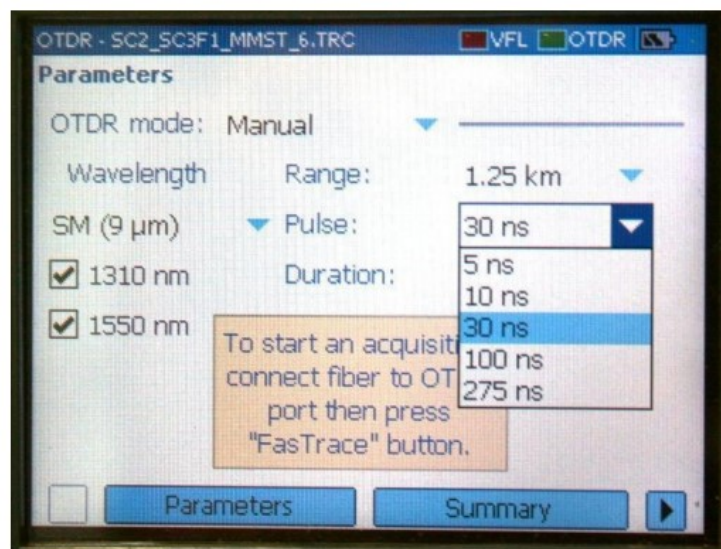 OTDR - SC2_SC3F1_MMST_6.TRC VFL OTDR
Parameters
OTDR mode: Manual
Wavelength Range: 1.25 km
SM (9 µm) Pulse: 30 ns
1310 nm Duration:
1550 nm
5 ns
10 ns
30 ns
100 ns
275 ns
To start an
connect fiber to
port then press
"FasTrace" button.
Parameters Summary